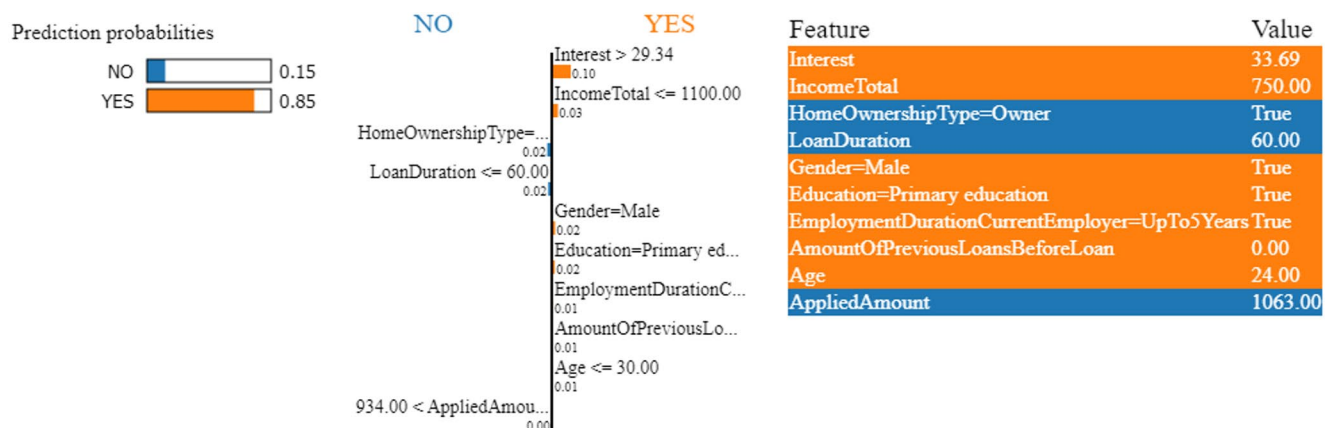 Prediction probabilities
NO 0.15
YES 0.85
NO YES
Interest > 29.34
0.10
IncomeTotal <= 1100.00
0.03
HomeOwnershipType=...
0.02
LoanDuration <= 60.00
0.02
Gender=Male
0.02
Education=Primary ed...
0.02
EmploymentDurationC...
0.01
AmountOfPreviousLo...
0.01
Age <= 30.00
0.01
934.00 < AppliedAmou...
0.00
Feature Value
Interest 33.69
IncomeTotal 750.00
HomeOwnershipType=Owner True
LoanDuration 60.00
Gender=Male True
Education=Primary education True
EmploymentDurationCurrentEmployer=UpTo5Years True
AmountOfPreviousLoansBeforeLoan 0.00
Age 24.00
AppliedAmount 1063.00